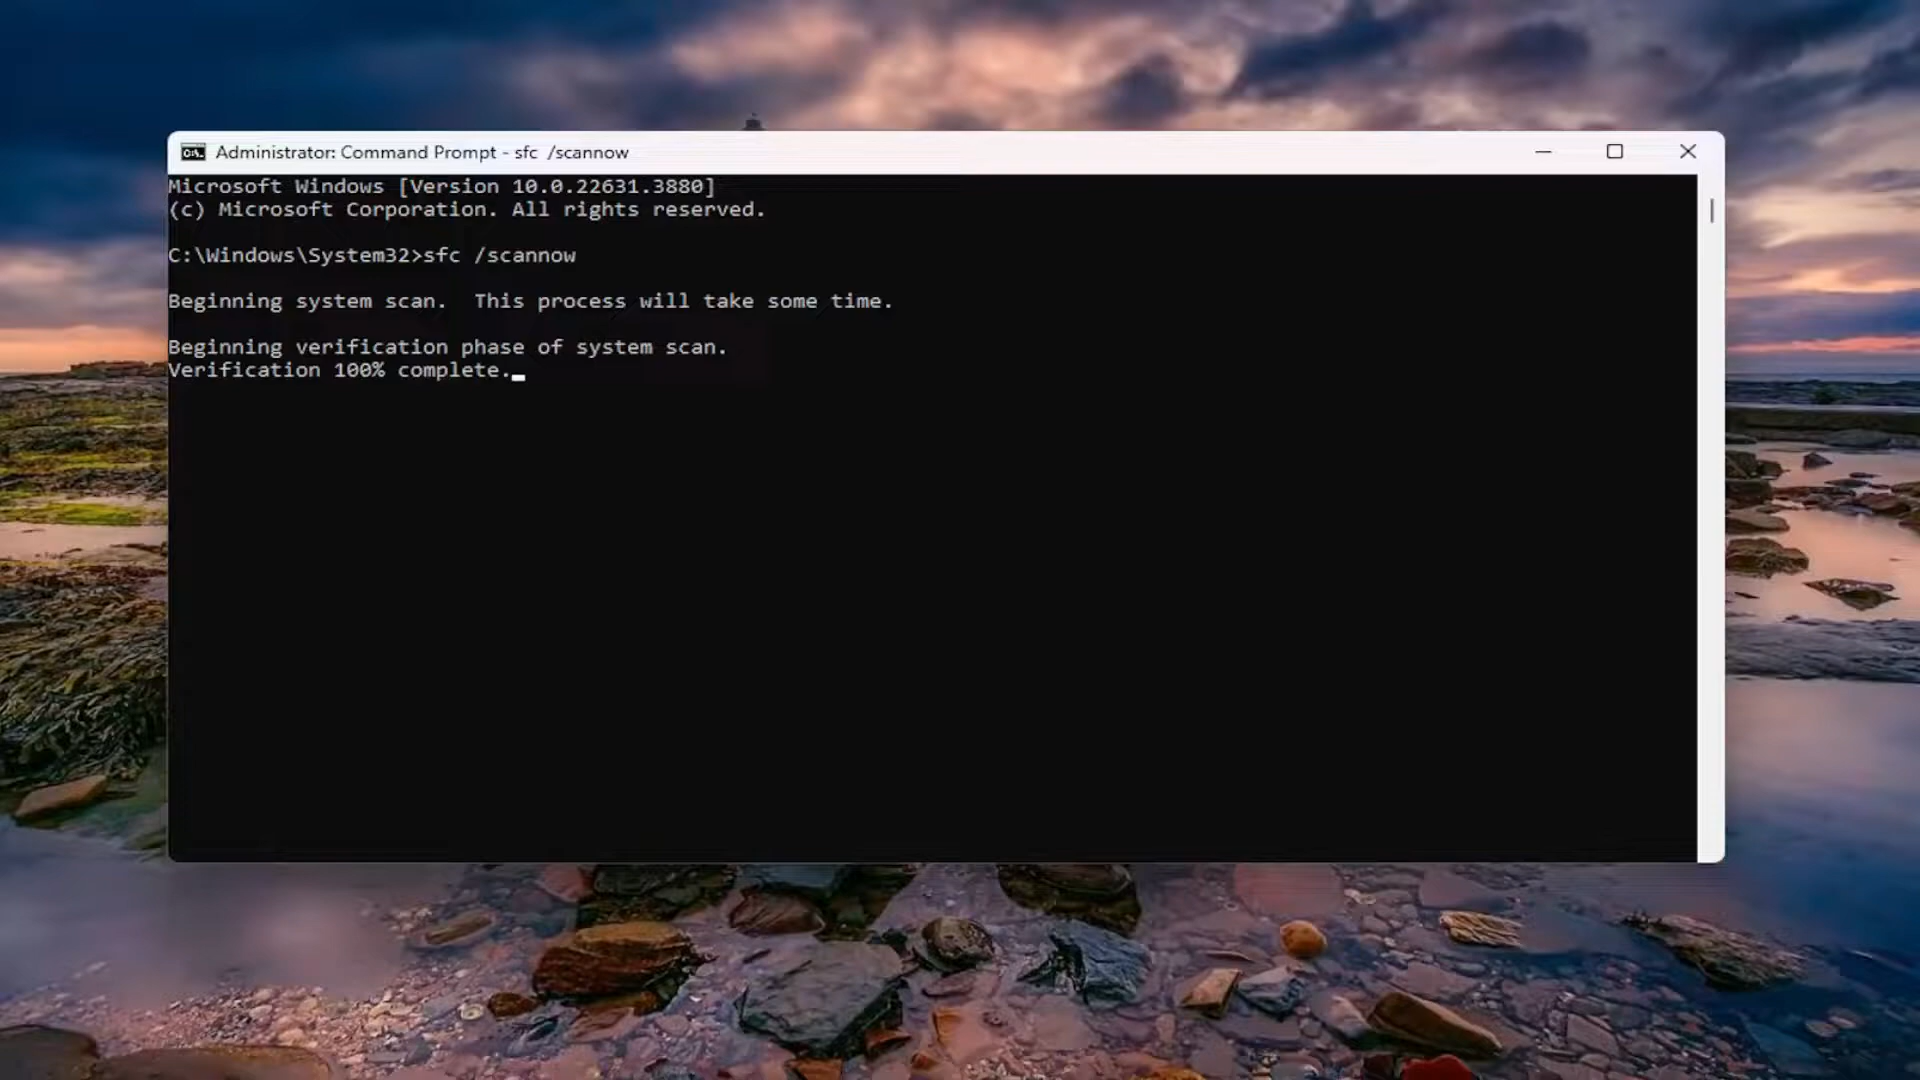 Administrator: Command Prompt - sfc  /scannow
Microsoft Windows [Version 10.0.22631.3880]
(c) Microsoft Corporation. All rights reserved.
C:\Windows\System32>sfc /scannow
Beginning system scan.  This process will take some time.
Beginning verification phase of system scan.
Verification 100% complete.